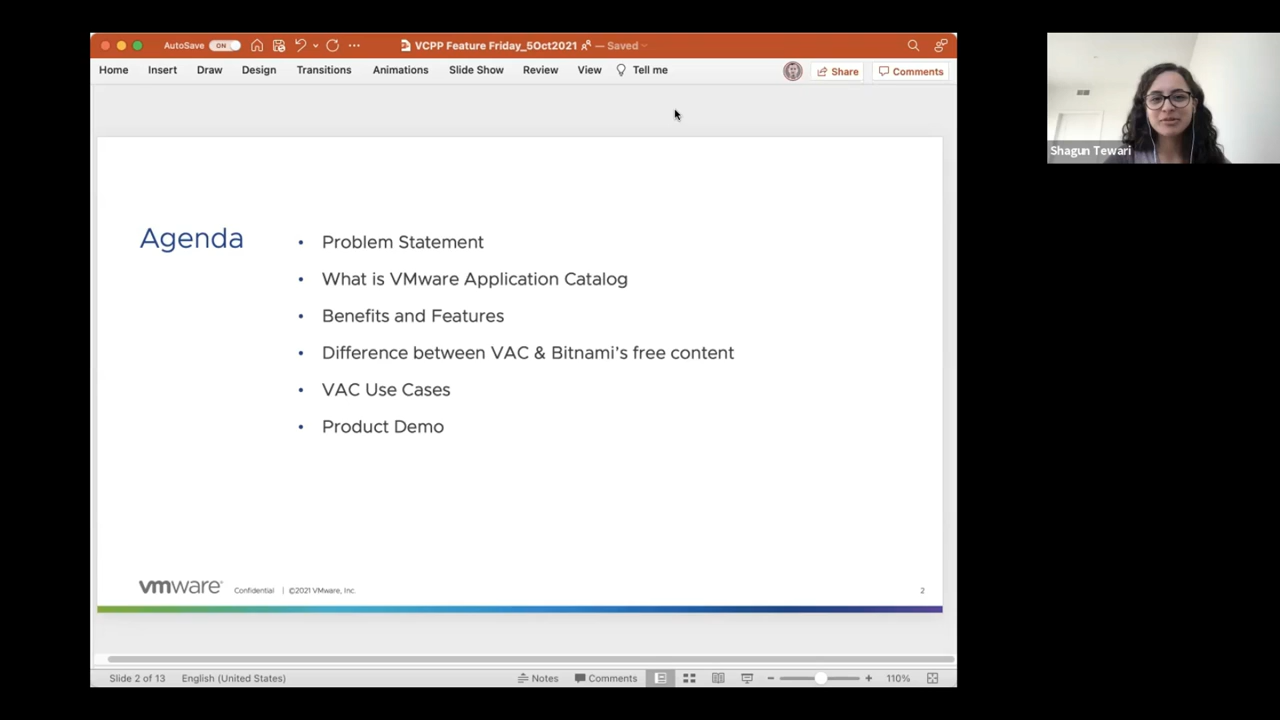 AutoSave ON VCPP Feature Friday_5Oct2021 — Saved
Home Insert Draw Design Transitions Animations Slide Show Review View Tell me Share Comments
Shagun Tewari
Agenda
• Problem Statement
• What is VMware Application Catalog
• Benefits and Features
• Difference between VAC & Bitnami’s free content
• VAC Use Cases
• Product Demo
vmware® Confidential | ©2021 VMware, Inc. 2
Slide 2 of 13 English (United States) Notes Comments 110%